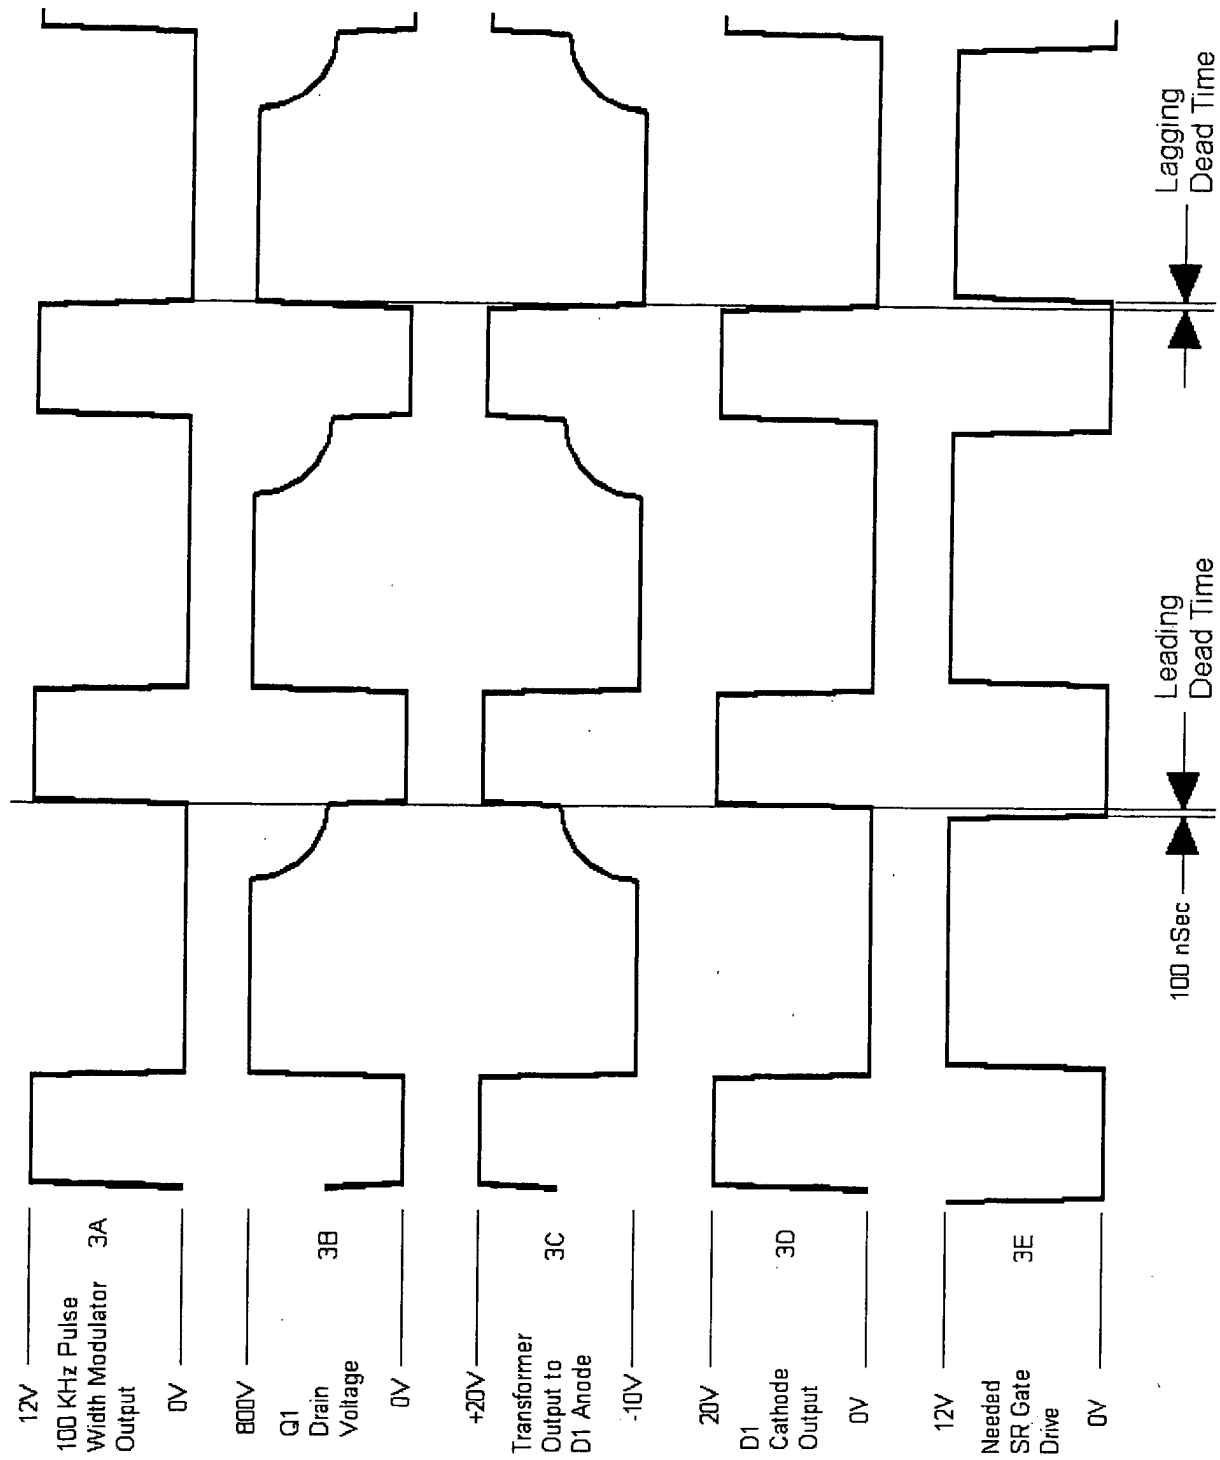 12V
100 KHz Pulse
Width Modulator 3A
Output
0V
800V
Q1
Drain
Voltage
3B
0V
+20V
Transformer
Output to
D1 Anode
3C
-10V
20V
D1
Cathode
Output
3D
0V
12V
Needed
SR Gate
Drive
3E
0V
100 nSec
Leading
Dead Time
Lagging
Dead Time